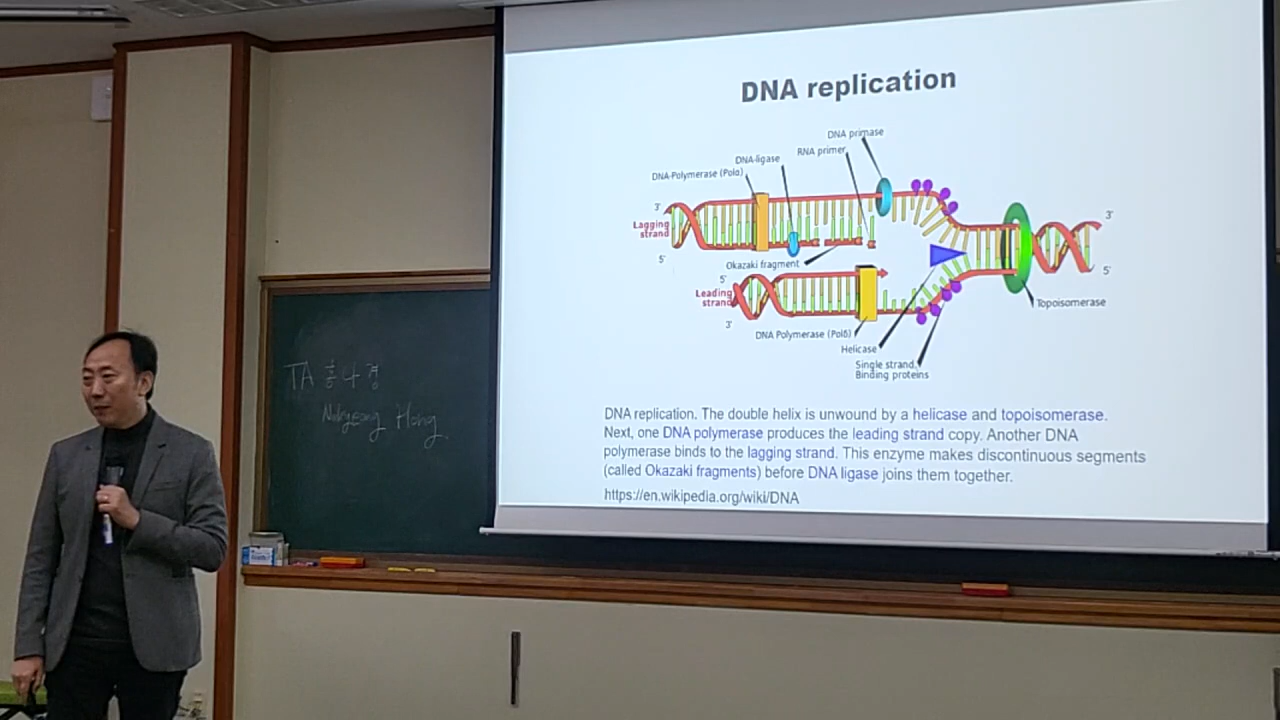 DNA replication
DNA primase
RNA primer
DNA-ligase
DNA-Polymerase (Polα)
3'
Lagging
strand
5'
Okazaki fragment
3'
5'
Topoisomerase
5'
Leading
strand
3'
DNA Polymerase (Polδ)
Helicase
Single strand,
Binding proteins
DNA replication. The double helix is unwound by a helicase and topoisomerase.
Next, one DNA polymerase produces the leading strand copy. Another DNA
polymerase binds to the lagging strand. This enzyme makes discontinuous segments
(called Okazaki fragments) before DNA ligase joins them together.
https://en.wikipedia.org/wiki/DNA
TA 홍나경
Nakyeong Hong